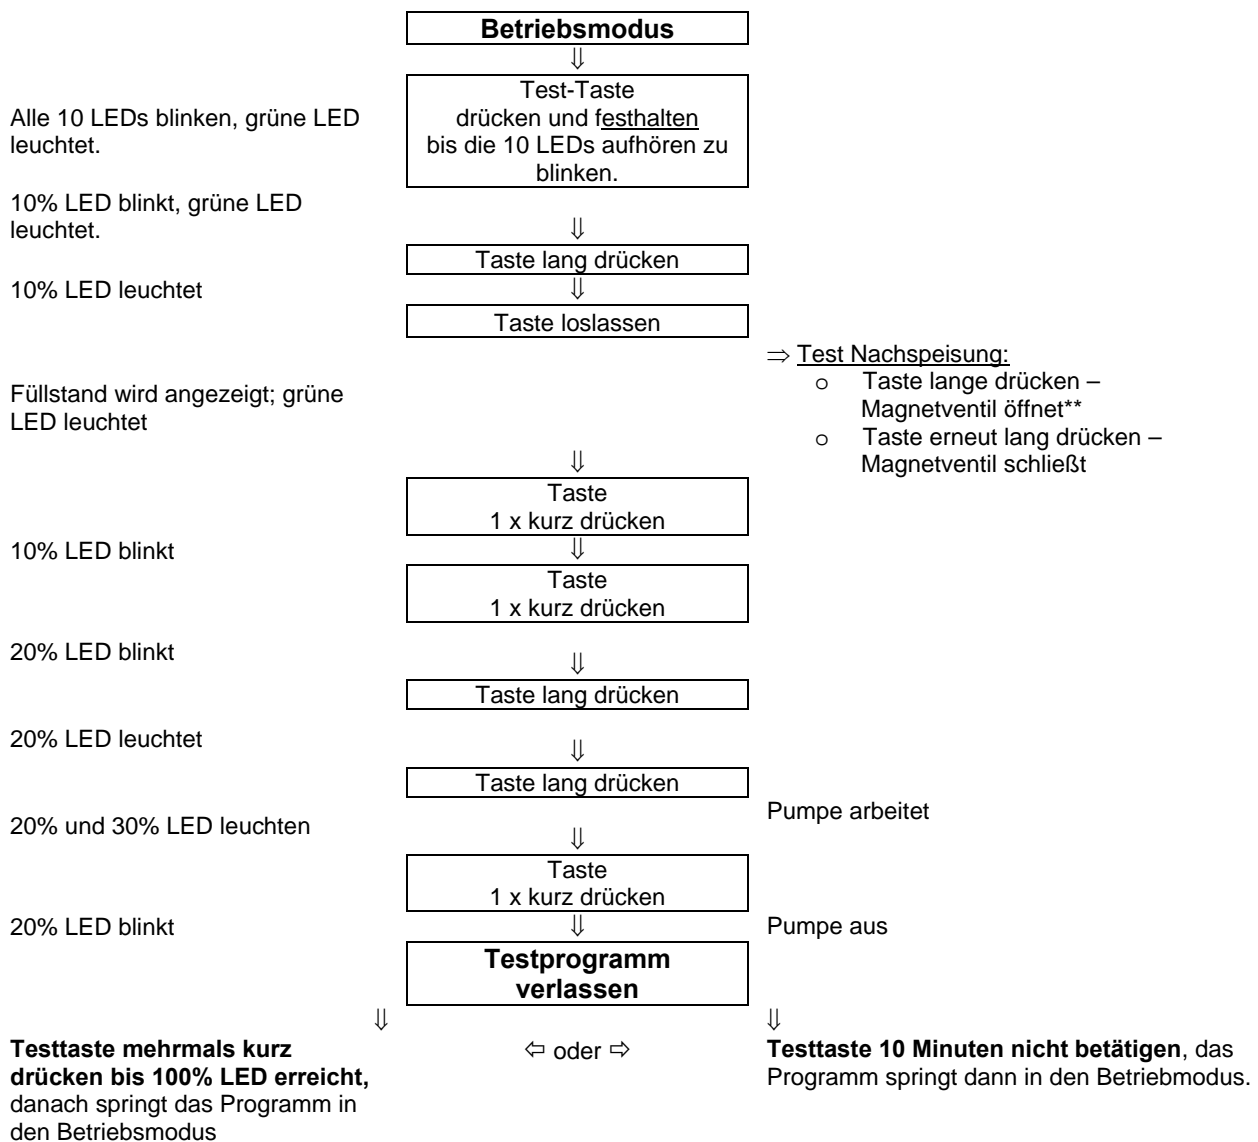 Betriebsmodus
⇓
Alle 10 LEDs blinken, grüne LED
leuchtet.
Test-Taste
drücken und festhalten
bis die 10 LEDs aufhören zu
blinken.
10% LED blinkt, grüne LED
leuchtet.
⇓
Taste lang drücken
10% LED leuchtet
⇓
Taste loslassen
Füllstand wird angezeigt; grüne
LED leuchtet
⇒ Test Nachspeisung:
o Taste lange drücken –
Magnetventil öffnet**
o Taste erneut lang drücken –
Magnetventil schließt
⇓
Taste
1 x kurz drücken
10% LED blinkt
⇓
Taste
1 x kurz drücken
20% LED blinkt
⇓
Taste lang drücken
20% LED leuchtet
⇓
Taste lang drücken
20% und 30% LED leuchten
Pumpe arbeitet
⇓
Taste
1 x kurz drücken
20% LED blinkt
⇓
Pumpe aus
Testprogramm
verlassen
⇓
⇓
Testtaste mehrmals kurz
drücken bis 100% LED erreicht,
danach springt das Programm in
den Betriebsmodus
⇦ oder ⇨
Testtaste 10 Minuten nicht betätigen, das
Programm springt dann in den Betriebmodus.